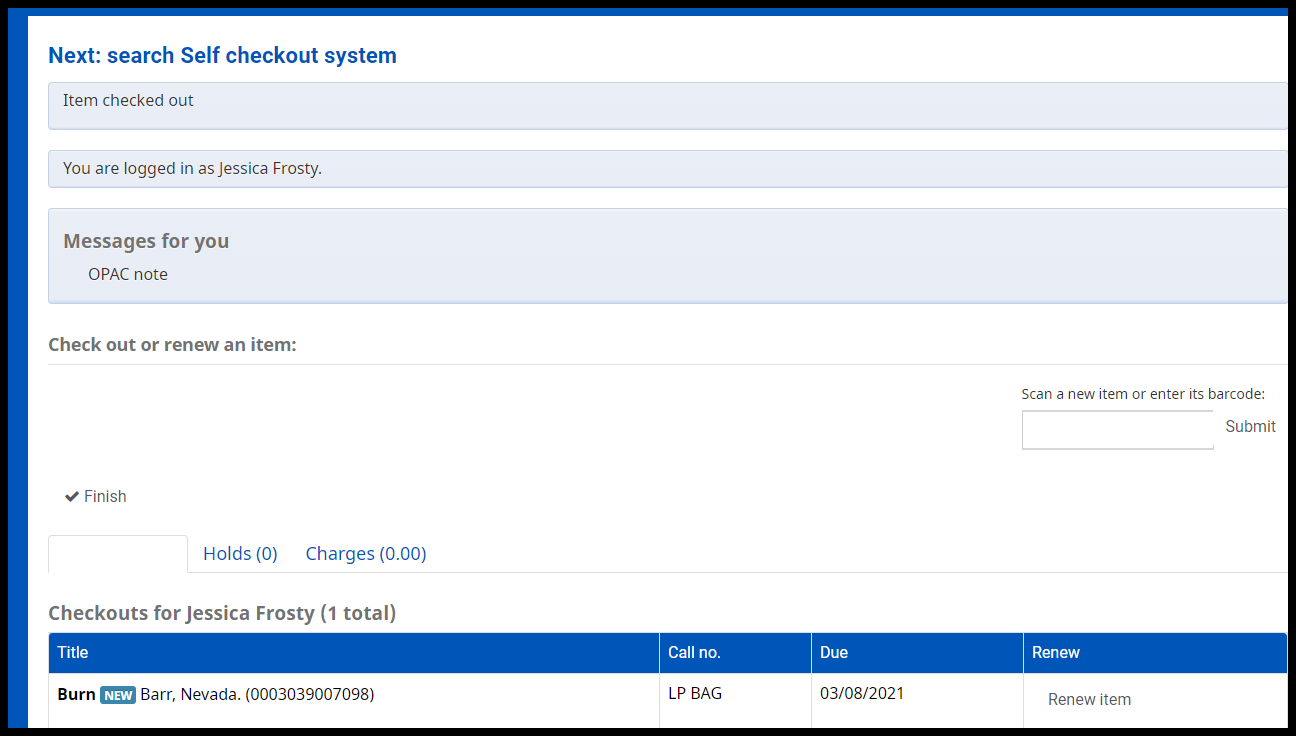 Next: search Self checkout system
Item checked out
You are logged in as Jessica Frosty.
Messages for you
OPAC note
Check out or renew an item:
Scan a new item or enter its barcode:
Submit
Finish
Holds (0) Charges (0.00)
Checkouts for Jessica Frosty (1 total)
Title Call no. Due Renew
Burn NEW Barr, Nevada. (0003039007098) LP BAG 03/08/2021 Renew item